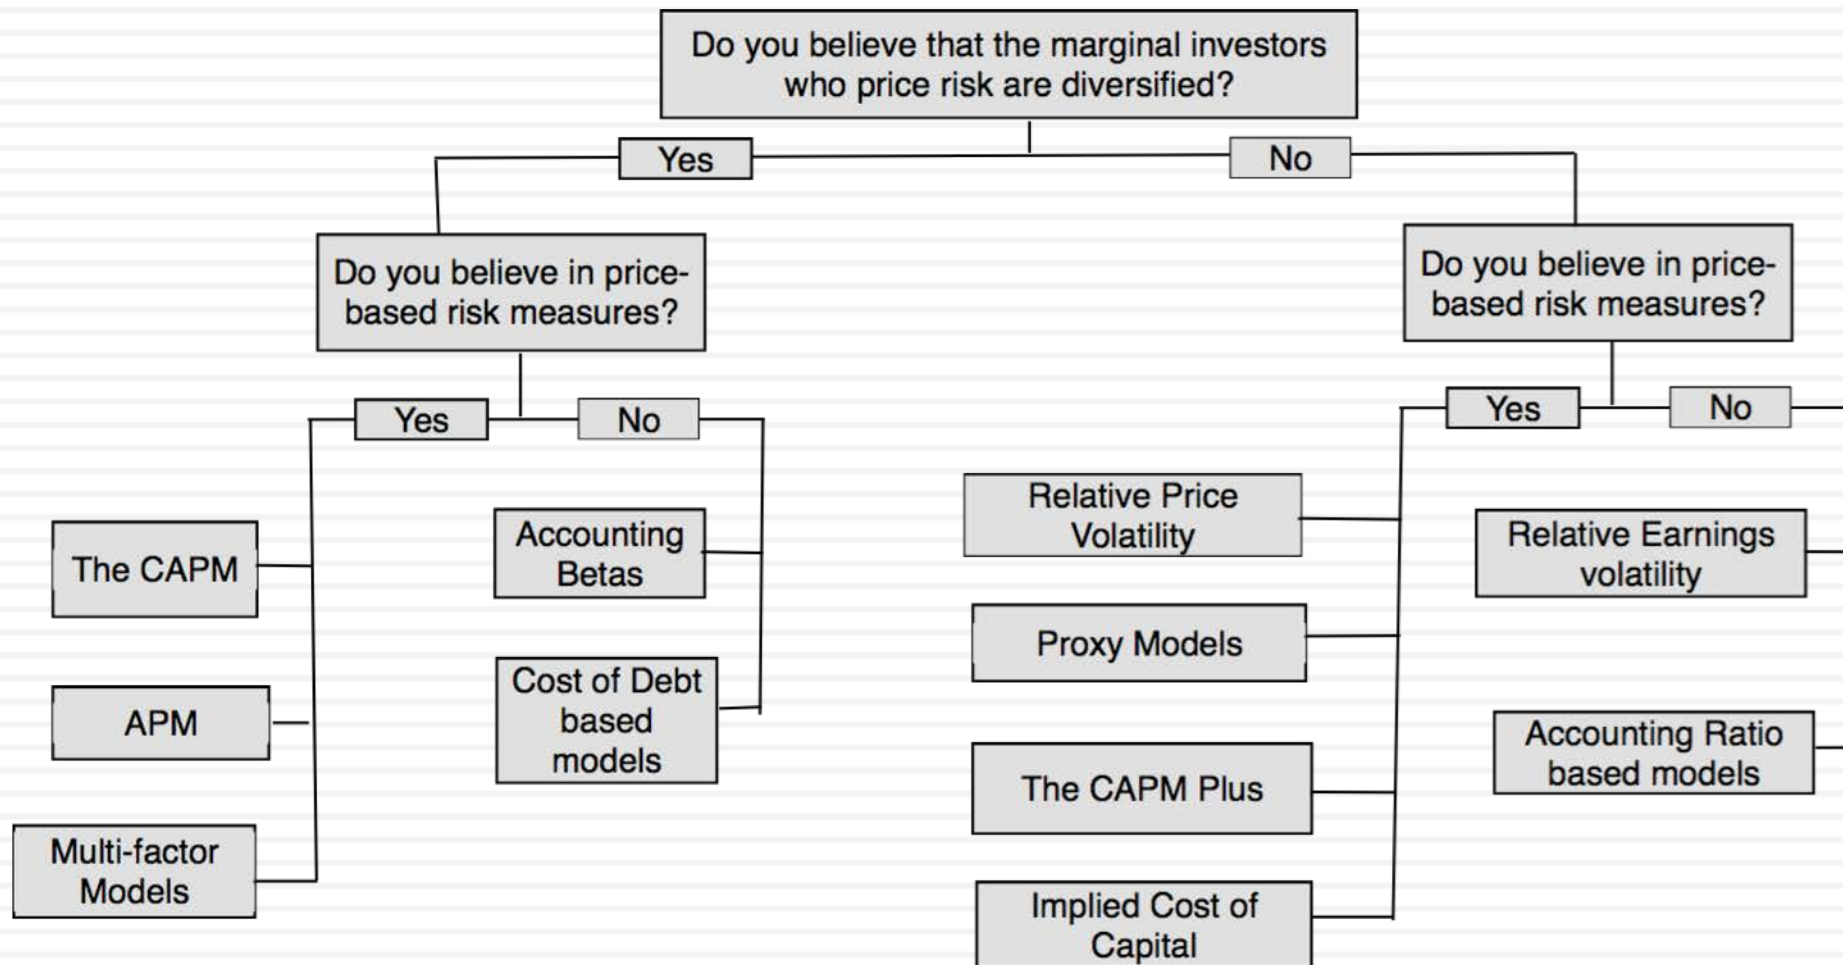 Do you believe that the marginal investors
who price risk are diversified?
Yes
No
Do you believe in price-
based risk measures?
Do you believe in price-
based risk measures?
Yes
No
Yes
No
The CAPM
APM
Multi-factor
Models
Accounting
Betas
Cost of Debt
based
models
Relative Price
Volatility
Proxy Models
The CAPM Plus
Implied Cost of
Capital
Relative Earnings
volatility
Accounting Ratio
based models